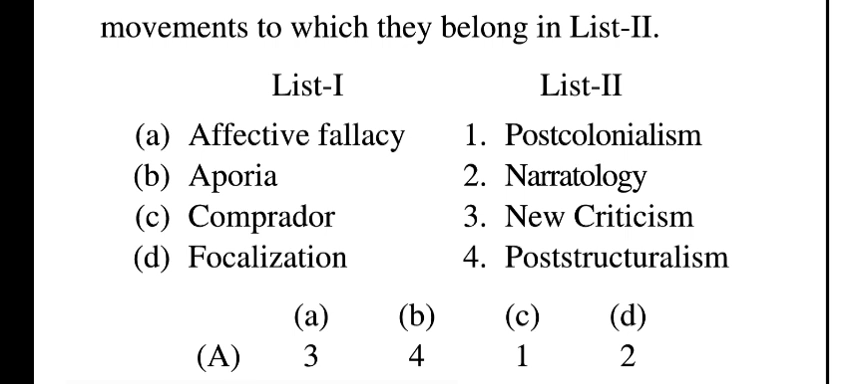 movements to which they belong in List-II.
List-I List-II
(a) Affective fallacy 1. Postcolonialism
(b) Aporia 2. Narratology
(c) Comprador 3. New Criticism
(d) Focalization 4. Poststructuralism
(a) (b) (c) (d)
(A) 3 4 1 2